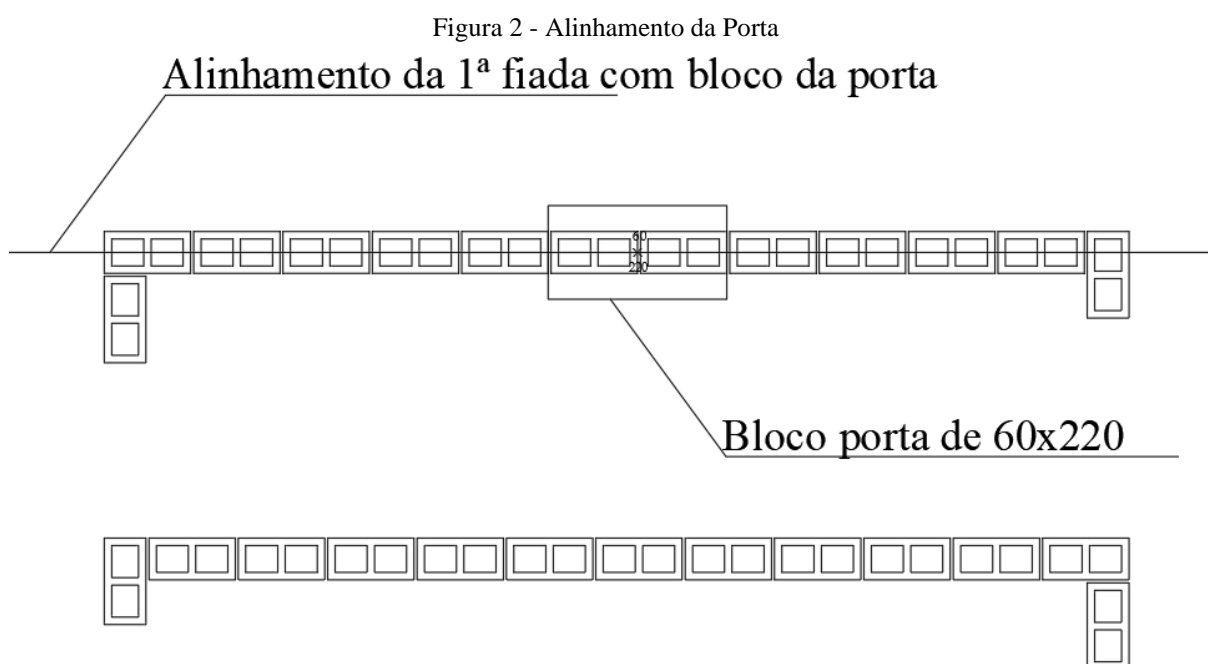 Figura 2 - Alinhamento da Porta
Alinhamento da 1ª fiada com bloco da porta
60
220
Bloco porta de 60x220